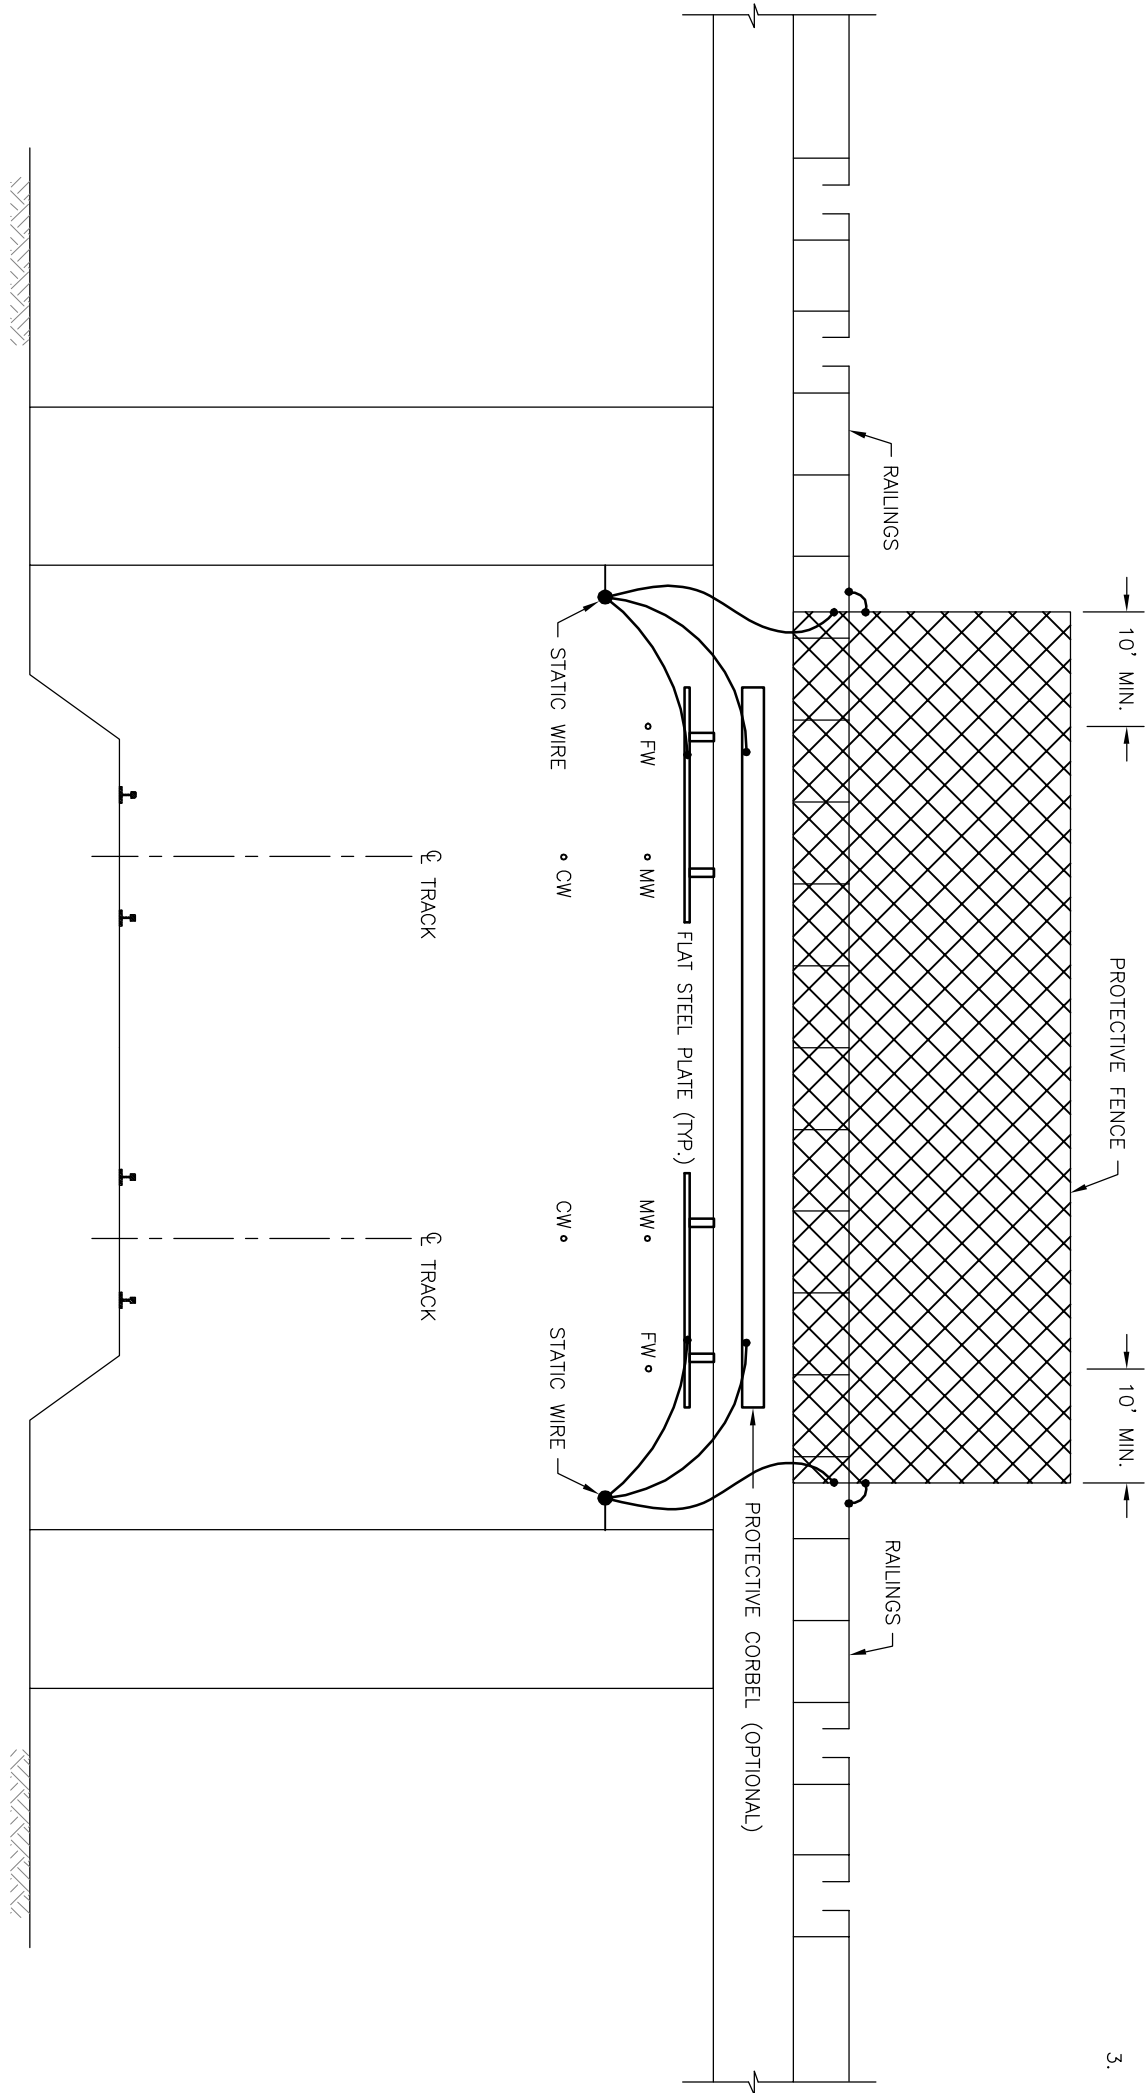 3.
PROTECTIVE FENCE
10' MIN.
10' MIN.
RAILINGS
RAILINGS
PROTECTIVE CORBEL (OPTIONAL)
FLAT STEEL PLATE (TYP.)
FW
MW
MW
FW
CW
CW
STATIC WIRE
STATIC WIRE
℄ TRACK
℄ TRACK